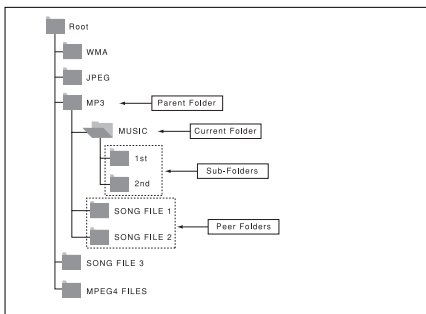 Root
WMA
JPEG
MP3
Parent Folder
MUSIC
Current Folder
1st
Sub-Folders
2nd
SONG FILE 1
Peer Folders
SONG FILE 2
SONG FILE 3
MPEG4 FILES